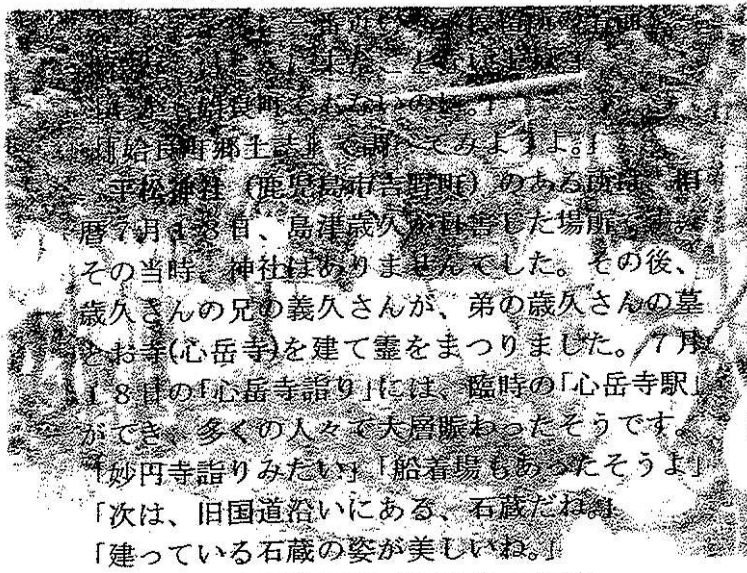 「姶良町郷土誌で調べてみますよ。」
平松神社(鹿児島市吉野町)のある所は、旧
暦7月18日、島津歳久が自害した場所です。
その当時、神社はありませんでした。その後、
歳久さんの兄の義久さんが、弟の歳久さんの墓
とお寺(心岳寺)を建て霊をまつりました。7月
18日の「心岳寺詣り」には、臨時の「心岳寺駅」
ができ、多くの人々で大層賑わったそうです。
「妙円寺詣りみたい」「船着場もあったそうよ」
「次は、旧国道沿いにある、石蔵だね。」
「建っている石蔵の姿が美しいね。」